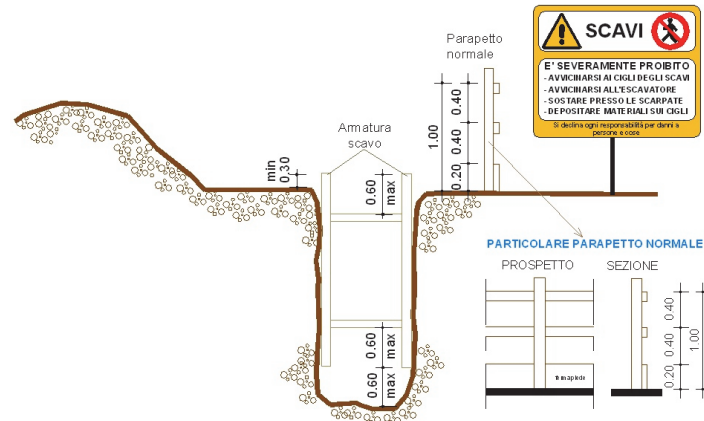 Parapetto
normale
SCAVI
E' SEVERAMENTE PROIBITO
- AVVICINARSI AI CIGLI DEGLI SCAVI
- AVVICINARSI ALL'ESCAVATORE
- SOSTARE PRESSO LE SCARPATE
- DEPOSITARE MATERIALI SUI CIGLI
Si declina ogni responsabilità per danni a
persone e cose
Armatura
scavo
min
0.30
0.60
max
1.00
0.40
0.40
0.20
0.60
max
0.60
max
PARTICOLARE PARAPETTO NORMALE
PROSPETTO
SEZIONE
0.40
0.40
0.20
1.00